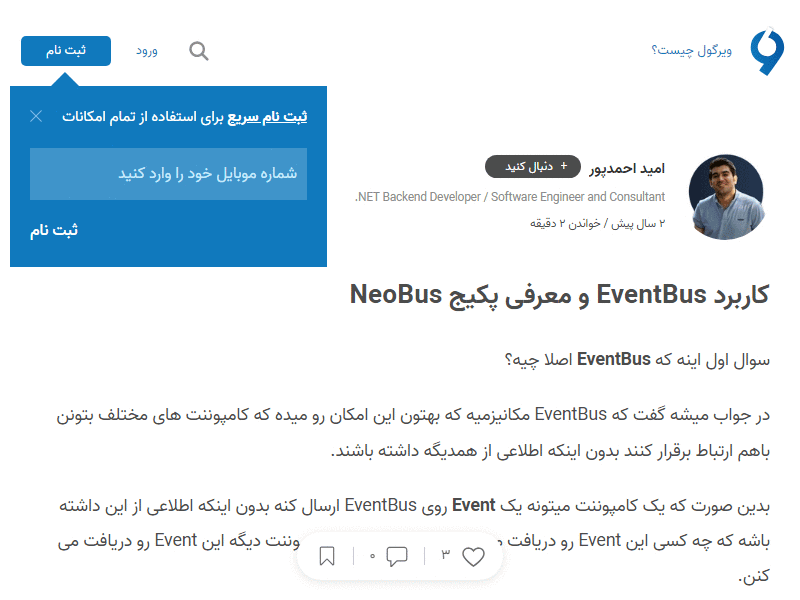 ویرگول چیست؟
ورود
ثبت نام
ثبت نام سریع برای استفاده از تمام امکانات
شماره موبایل خود را وارد کنید
ثبت نام
امید احمدپور
+ دنبال کنید
.NET Backend Developer / Software Engineer and Consultant
۲ سال پیش / خواندن ۲ دقیقه
کاربرد EventBus و معرفی پکیج NeoBus
سوال اول اینه که EventBus اصلا چیه؟
در جواب میشه گفت که EventBus مکانیزمیه که بهتون این امکان رو میده که کامپوننت های مختلف بتونن
باهم ارتباط برقرار کنند بدون اینکه اطلاعی از همدیگه داشته باشند.
بدین صورت که یک کامپوننت میتونه یک Event روی EventBus ارسال کنه بدون اینکه اطلاعی از این داشته
باشه که چه کسی این Event رو دریافت دیگه این Event رو دریافت می
کنن.
۳
۰